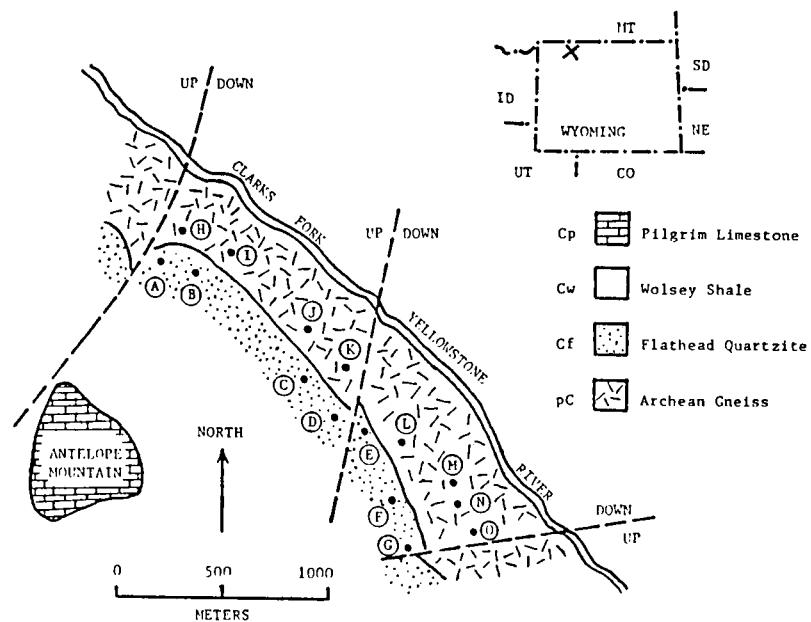 MT
SD
ID
WYOMING
NE
UT
CO
UP DOWN
CLARKS
FORK
UP DOWN
YELLOWSTONE
RIVER
H
I
A
B
J
K
C
D
L
E
M
F
N
G
O
DOWN
UP
ANTELOPE
MOUNTAIN
NORTH
0 500 1000
METERS
Cp Pilgrim Limestone
Cw Wolsey Shale
Cf Flathead Quartzite
pC Archean Gneiss